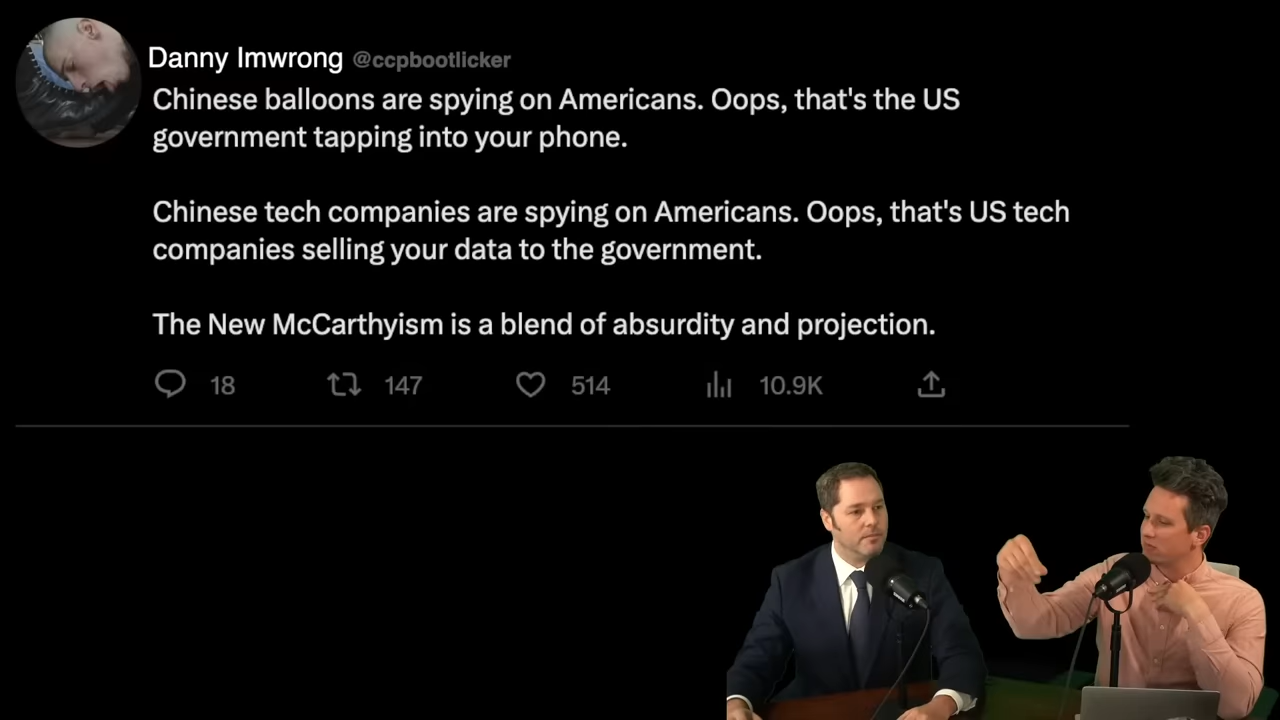 Danny Imwrong @ccpbootlicker
Chinese balloons are spying on Americans. Oops, that's the US
government tapping into your phone.
Chinese tech companies are spying on Americans. Oops, that's US tech
companies selling your data to the government.
The New McCarthyism is a blend of absurdity and projection.
18 147 514 10.9K